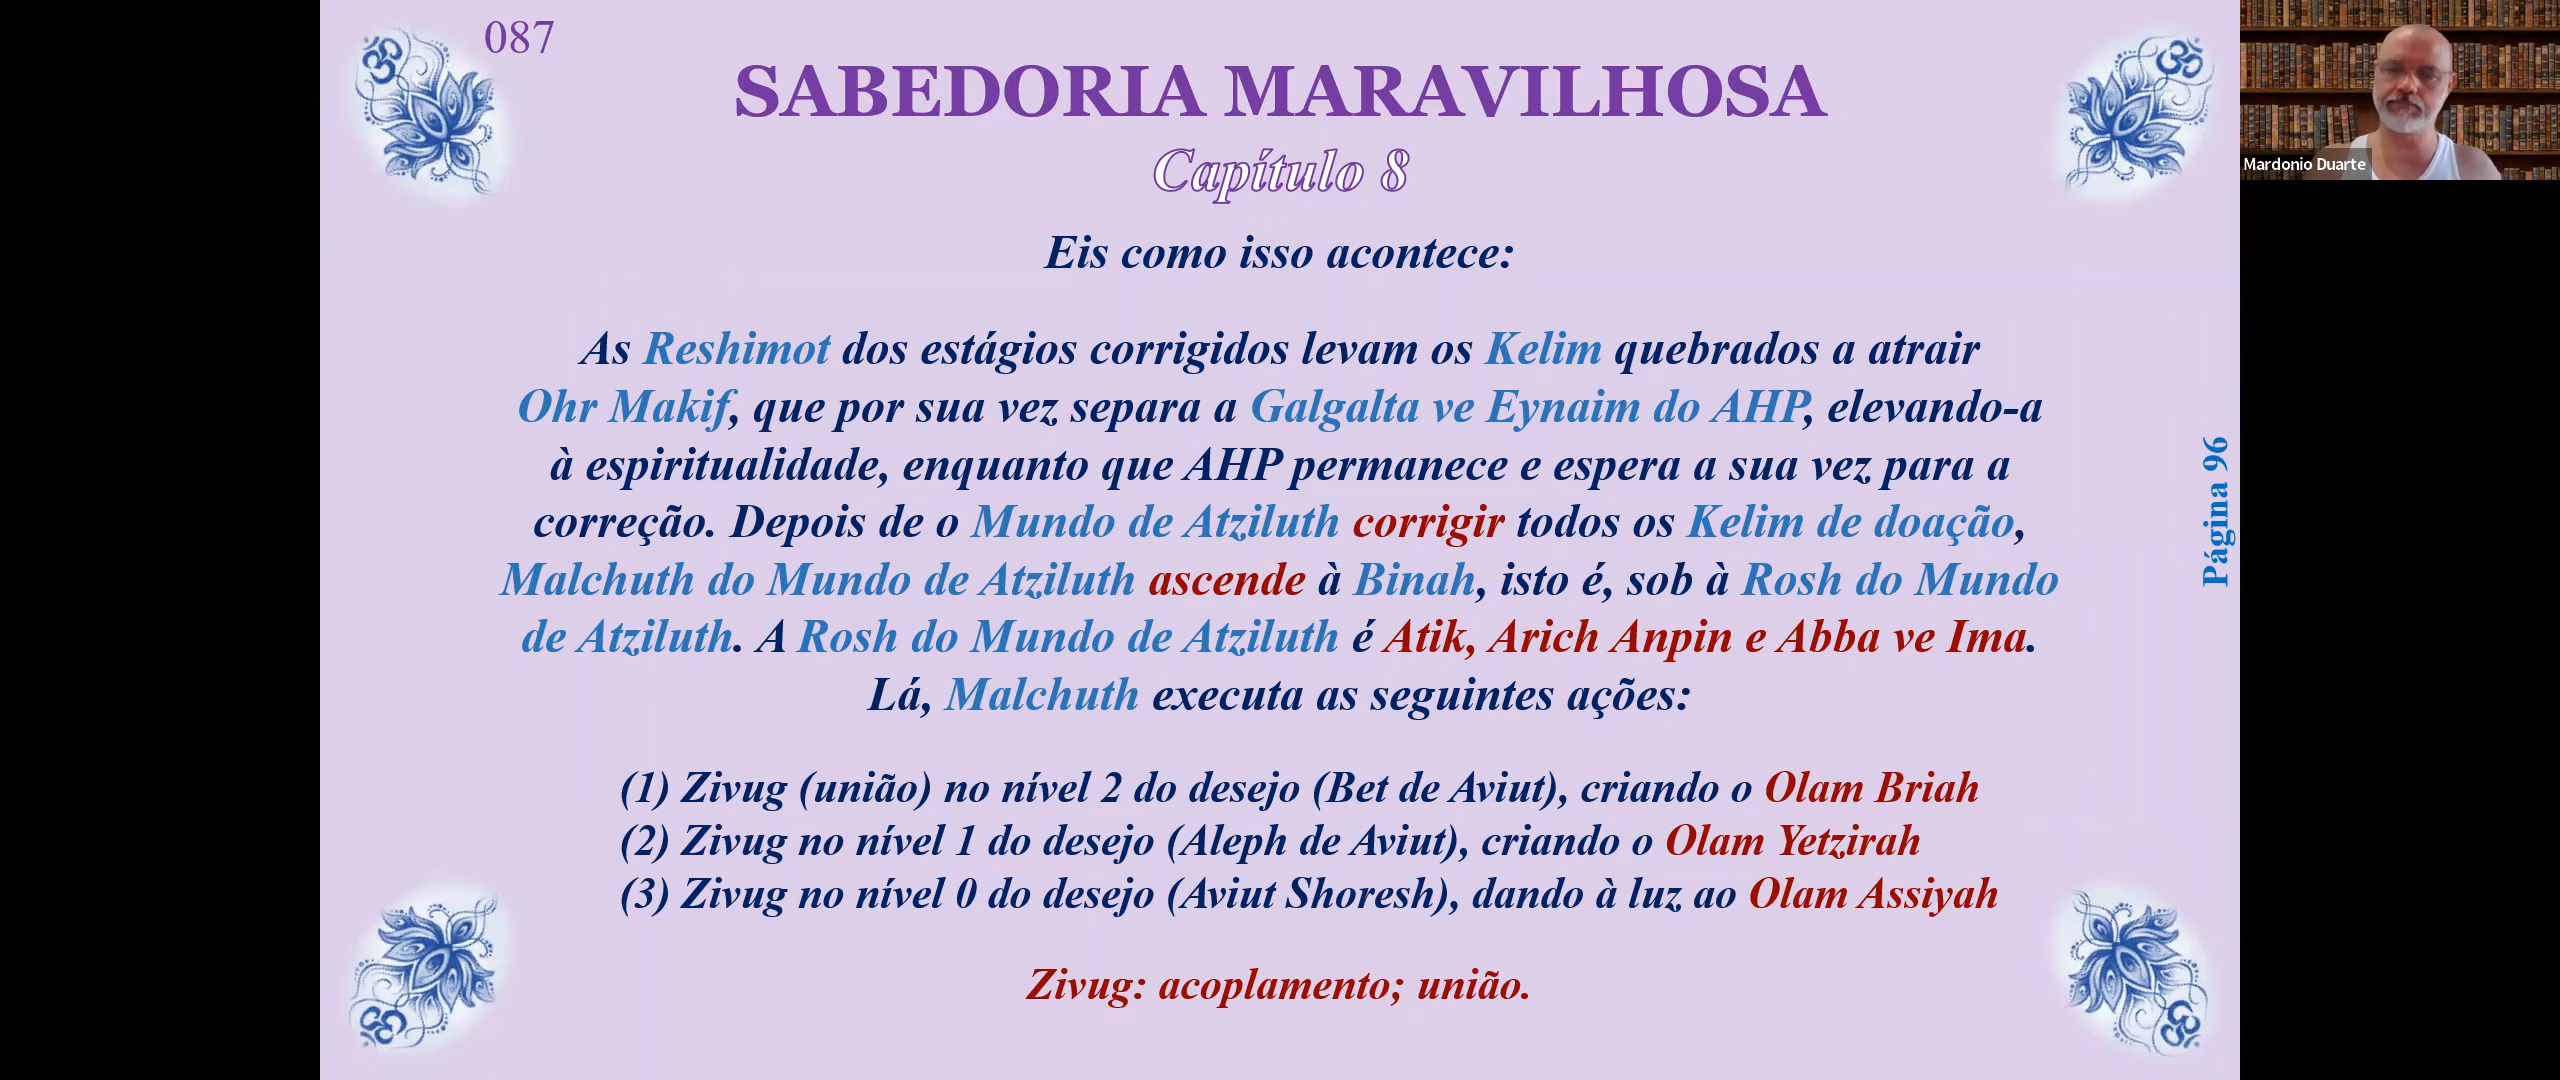 087
SABEDORIA MARAVILHOSA
Capítulo 8
Eis como isso acontece:
As Reshimot dos estágios corrigidos levam os Kelim quebrados a atrair
Ohr Makif, que por sua vez separa a Galgalta ve Eynaim do AHP, elevando-a
à espiritualidade, enquanto que AHP permanece e espera a sua vez para a
correção. Depois de o Mundo de Atziluth corrigir todos os Kelim de doação,
Malchuth do Mundo de Atziluth ascende à Binah, isto é, sob à Rosh do Mundo
de Atziluth. A Rosh do Mundo de Atziluth é Atik, Arich Anpin e Abba ve Ima.
Lá, Malchuth executa as seguintes ações:
(1) Zivug (união) no nível 2 do desejo (Bet de Aviut), criando o Olam Briah
(2) Zivug no nível 1 do desejo (Aleph de Aviut), criando o Olam Yetzirah
(3) Zivug no nível 0 do desejo (Aviut Shoresh), dando à luz ao Olam Assiyah
Zivug: acoplamento; união.
Página 96
Mardonio Duarte